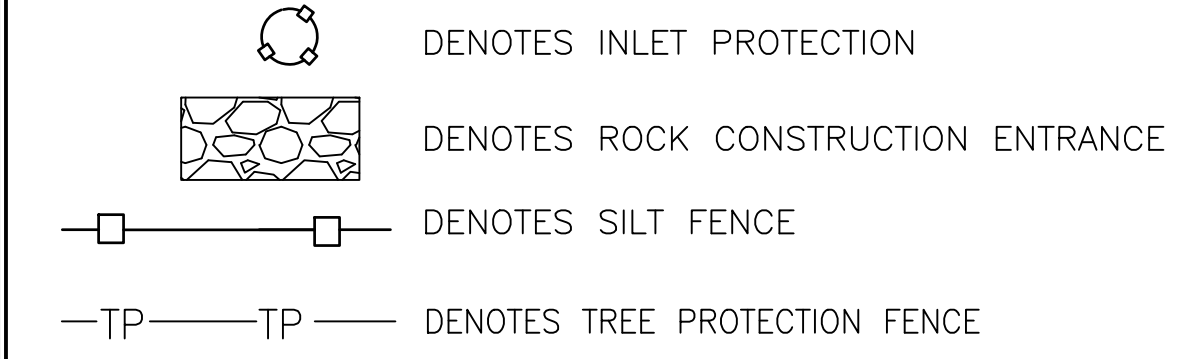 DENOTES INLET PROTECTION
DENOTES ROCK CONSTRUCTION ENTRANCE
DENOTES SILT FENCE
TP TP DENOTES TREE PROTECTION FENCE